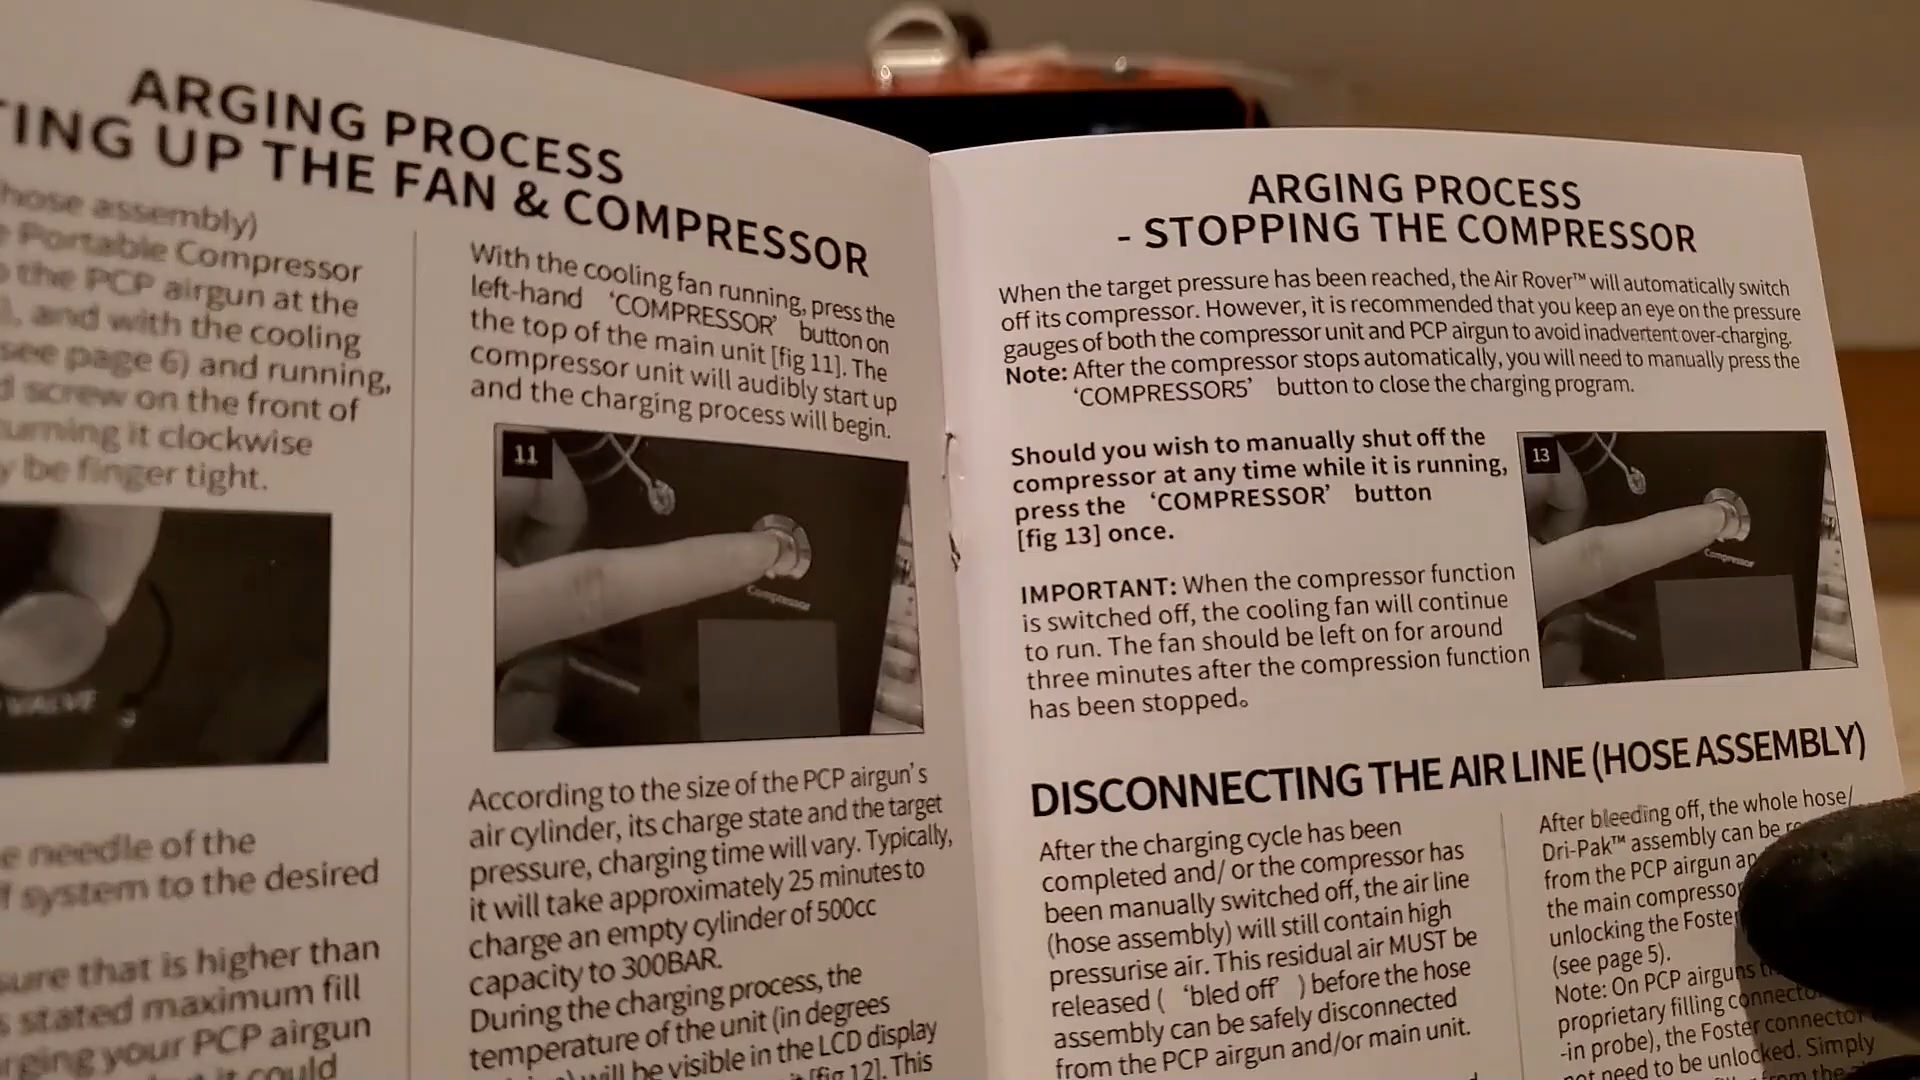 ARGING PROCESS
TING UP THE FAN & COMPRESSOR
hose assembly)
Portable Compressor
the PCP airgun at the
, and with the cooling
see page 6) and running,
screw on the front of
turning it clockwise
be finger tight.
VALVE
needle of the
system to the desired
sure that is higher than
stated maximum fill
rging your PCP airgun
could
With the cooling fan running, press the
left-hand ‘COMPRESSOR’ button on
the top of the main unit [fig 11]. The
compressor unit will audibly start up
and the charging process will begin.
11
Compressor
According to the size of the PCP airgun’s
air cylinder, its charge state and the target
pressure, charging time will vary. Typically,
it will take approximately 25 minutes to
charge an empty cylinder of 500cc
capacity to 300BAR.
During the charging process, the
temperature of the unit (in degrees
will be visible in the LCD display
[fig 12]. This
ARGING PROCESS
- STOPPING THE COMPRESSOR
When the target pressure has been reached, the Air Rover™ will automatically switch
off its compressor. However, it is recommended that you keep an eye on the pressure
gauges of both the compressor unit and PCP airgun to avoid inadvertent over-charging.
Note: After the compressor stops automatically, you will need to manually press the
‘COMPRESSOR5’ button to close the charging program.
Should you wish to manually shut off the
compressor at any time while it is running,
press the ‘COMPRESSOR’ button
[fig 13] once.
13
Compressor
IMPORTANT: When the compressor function
is switched off, the cooling fan will continue
to run. The fan should be left on for around
three minutes after the compression function
has been stopped。
DISCONNECTING THE AIR LINE (HOSE ASSEMBLY)
After the charging cycle has been
completed and/ or the compressor has
been manually switched off, the air line
(hose assembly) will still contain high
pressurise air. This residual air MUST be
released ( ‘bled off’ ) before the hose
assembly can be safely disconnected
from the PCP airgun and/or main unit.
After bleeding off, the whole hose/
Dri-Pak™ assembly can be
from the PCP airgun
the main compressor
unlocking the Foster
(see page 5).
Note: On PCP airguns
proprietary filling connector
-in probe), the Foster connector
not need to be unlocked. Simply
from the